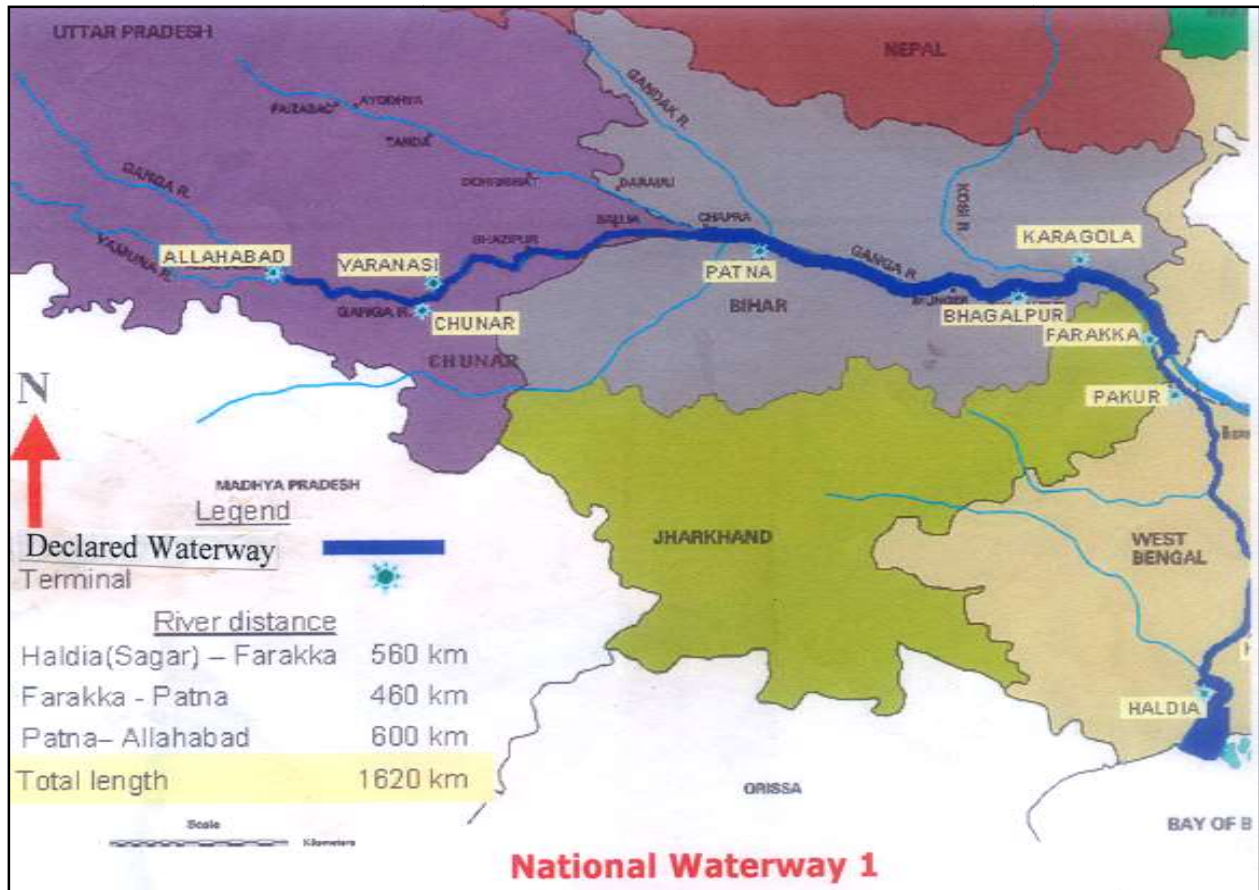 UTTAR PRADESH
NEPAL
GANDAK R.
FAIZABAD
AYODHYA
TANDA
DARAULI
BALLIA
CHAPRA
GANGA R.
KOSI R.
KARAGOLA
YAMUNA R.
ALLAHABAD
VARANASI
GHAZIPUR
PATNA
GANGA R.
BIHAR
MUNGER
BHAGALPUR
GANGA R.
CHUNAR
FARAKKA
CHUNAR
PAKUR
N
MADHYA PRADESH
Legend
Declared Waterway
Terminal
JHARKHAND
WEST
BENGAL
River distance
Haldia(Sagar) – Farakka 560 km
Farakka - Patna 460 km
Patna– Allahabad 600 km
Total length 1620 km
HALDIA
ORISSA
Scale
Kilometers
BAY OF B
National Waterway 1